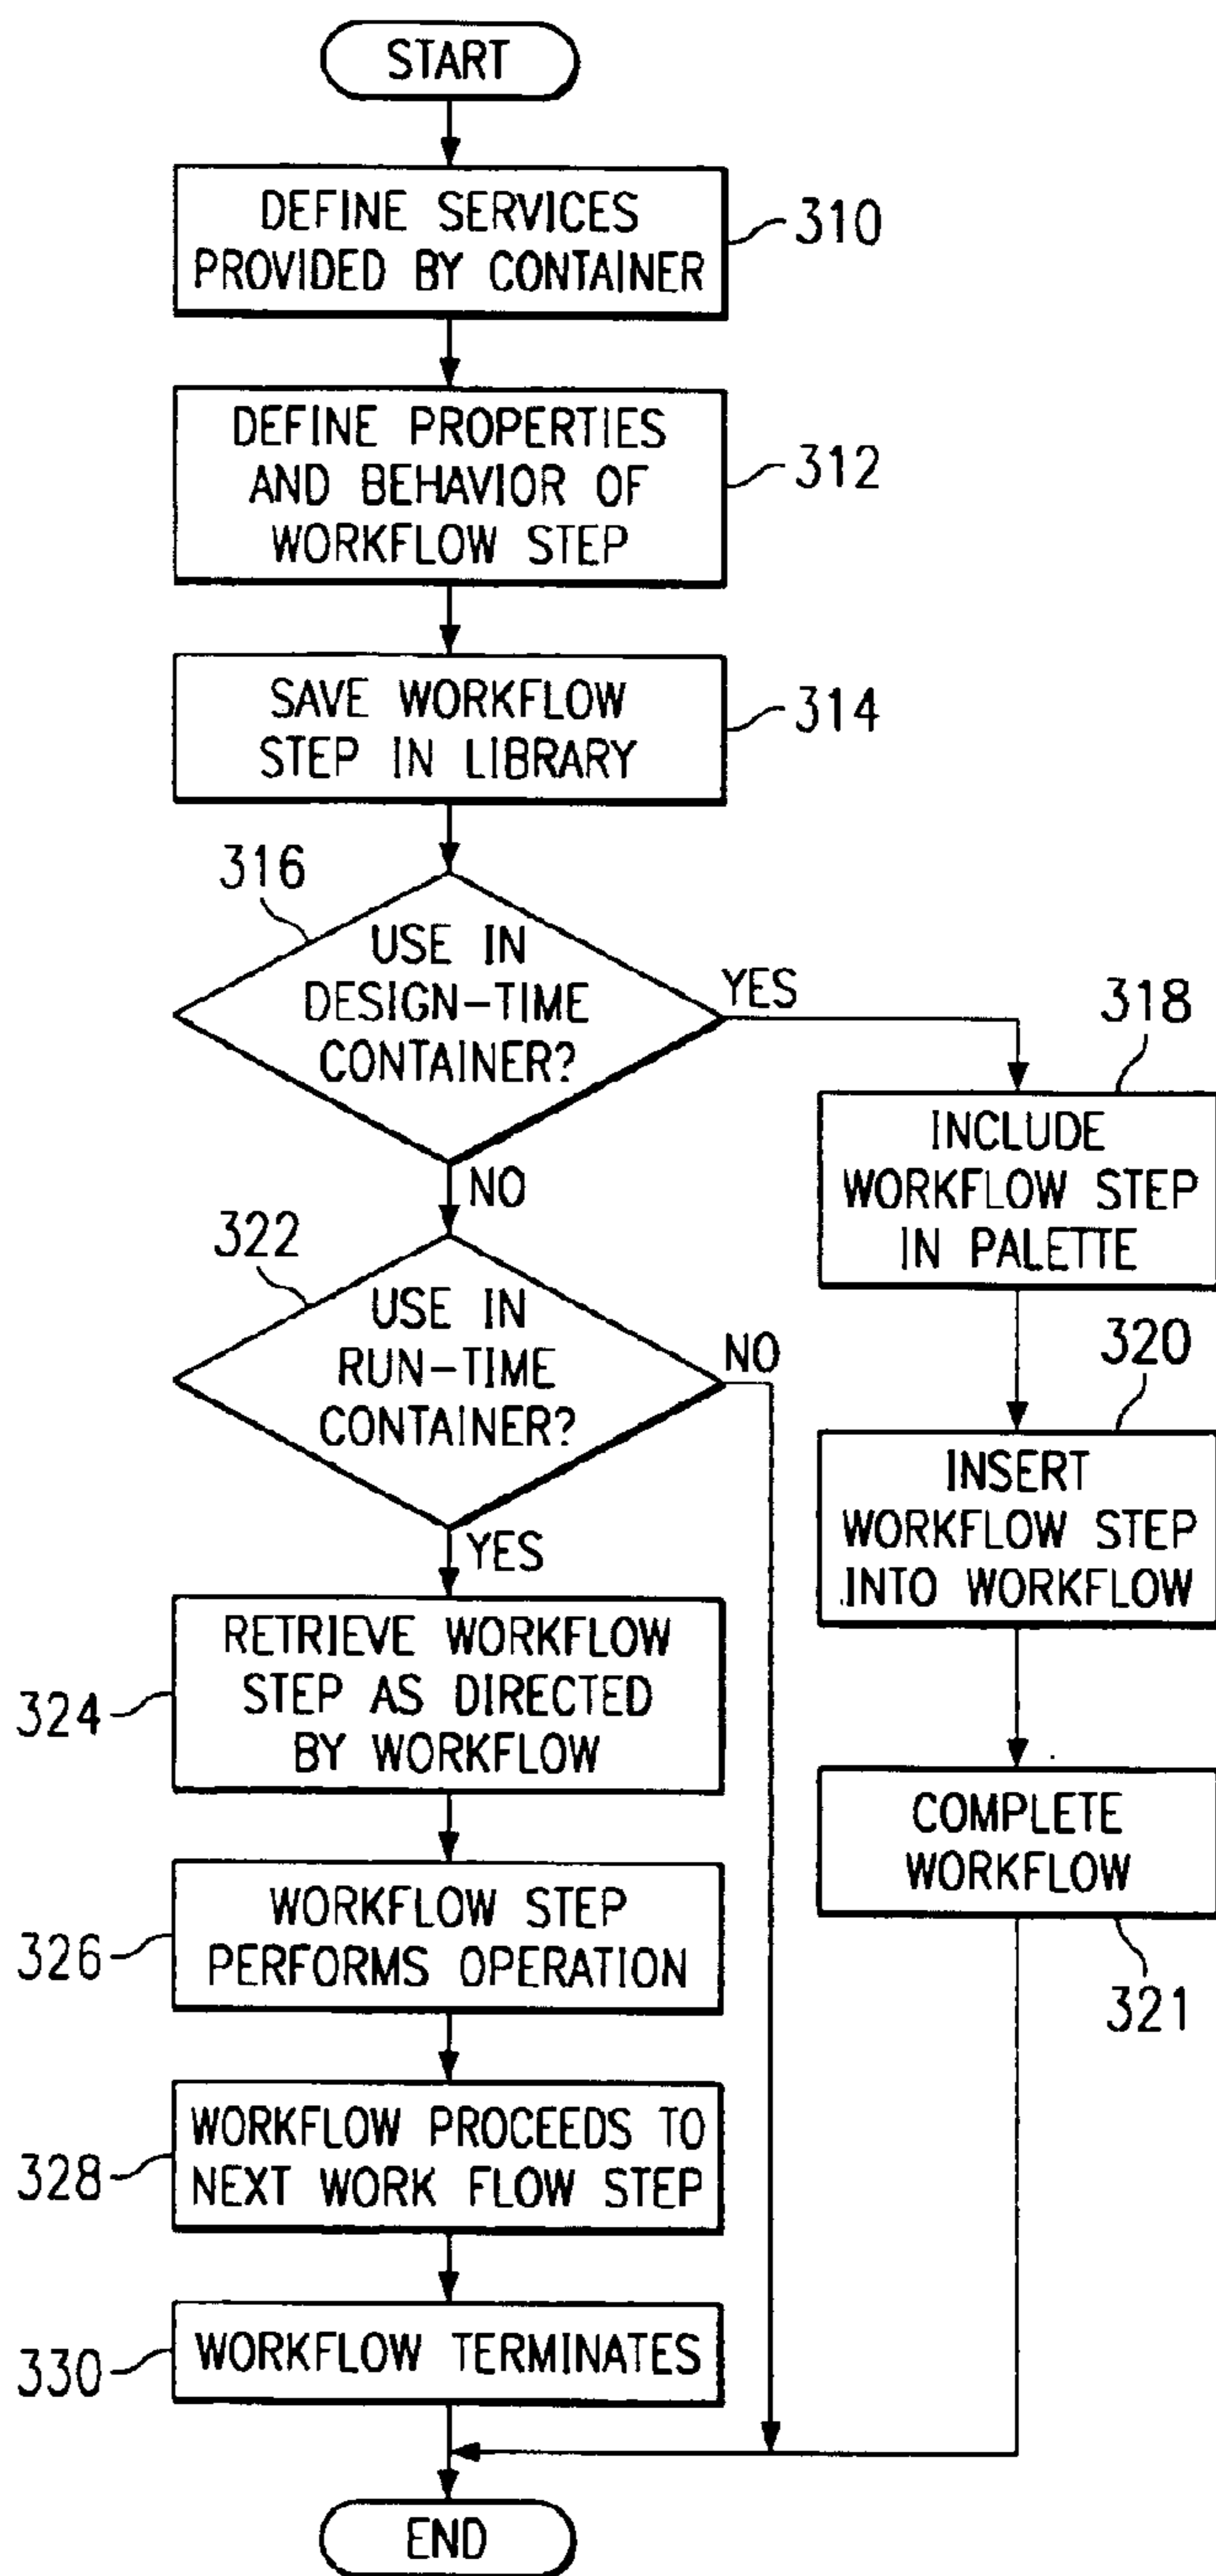 START
DEFINE SERVICES
PROVIDED BY CONTAINER
310
DEFINE PROPERTIES
AND BEHAVIOR OF
WORKFLOW STEP
312
SAVE WORKFLOW
STEP IN LIBRARY
314
316
USE IN
DESIGN-TIME
CONTAINER?
YES
NO
318
INCLUDE
WORKFLOW STEP
IN PALETTE
320
INSERT
WORKFLOW STEP
INTO WORKFLOW
COMPLETE
WORKFLOW
321
322
USE IN
RUN-TIME
CONTAINER?
NO
YES
RETRIEVE WORKFLOW
STEP AS DIRECTED
BY WORKFLOW
324
WORKFLOW STEP
PERFORMS OPERATION
326
WORKFLOW PROCEEDS TO
NEXT WORK FLOW STEP
328
WORKFLOW TERMINATES
330
END